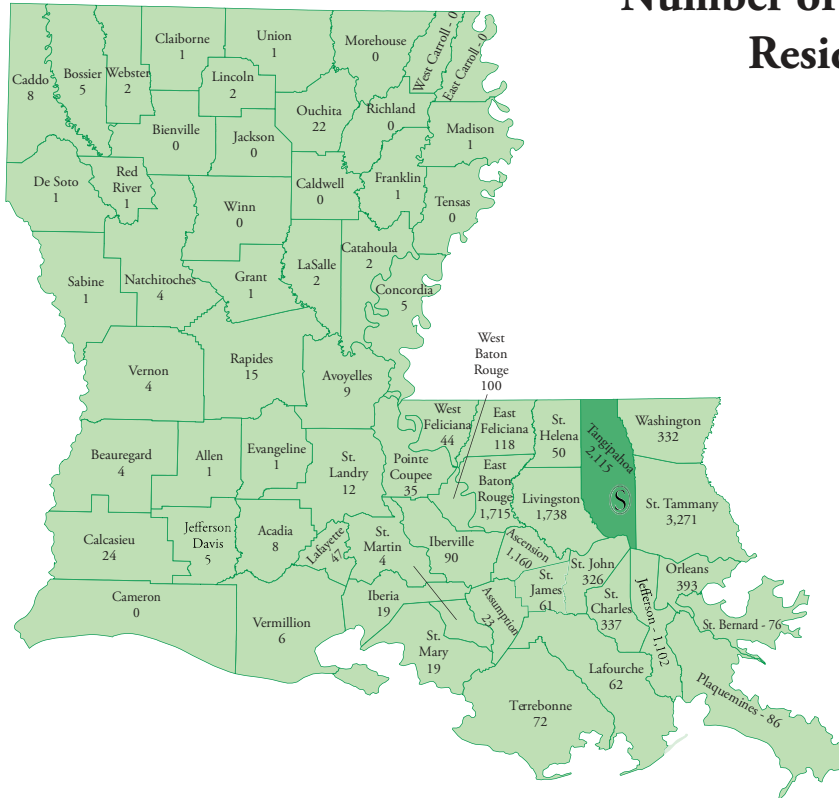 Number of
Resid
Caddo
8
Bossier
5
Webster
2
Claiborne
1
Union
1
Lincoln
2
Morehouse
0
West Carroll - 0
East Carroll - 0
Ouchita
22
Richland
0
Madison
1
Bienville
0
Jackson
0
De Soto
1
Red
River
1
Winn
0
Caldwell
0
Franklin
1
Tensas
0
Sabine
1
Natchitoches
4
Grant
1
LaSalle
2
Catahoula
2
Concordia
5
Vernon
4
Rapides
15
Avoyelles
9
West
Baton
Rouge
100
Beauregard
4
Allen
1
Evangeline
1
St.
Landry
12
Pointe
Coupee
35
West
Feliciana
44
East
Feliciana
118
St.
Helena
50
Tangipahoa
2,115
S
Washington
332
East
Baton
Rouge
1,715
Livingston
1,738
St. Tammany
3,271
Calcasieu
24
Jefferson
Davis
5
Acadia
8
Lafayette
47
St.
Martin
4
Iberville
90
Ascension
1,160
St. John
326
Orleans
393
Cameron
0
Vermillion
6
Iberia
19
Assumption
23
St.
James
61
St.
Charles
337
Jefferson - 1,102
St. Bernard - 76
St.
Mary
19
Lafourche
62
Terrebonne
72
Plaquemines - 86